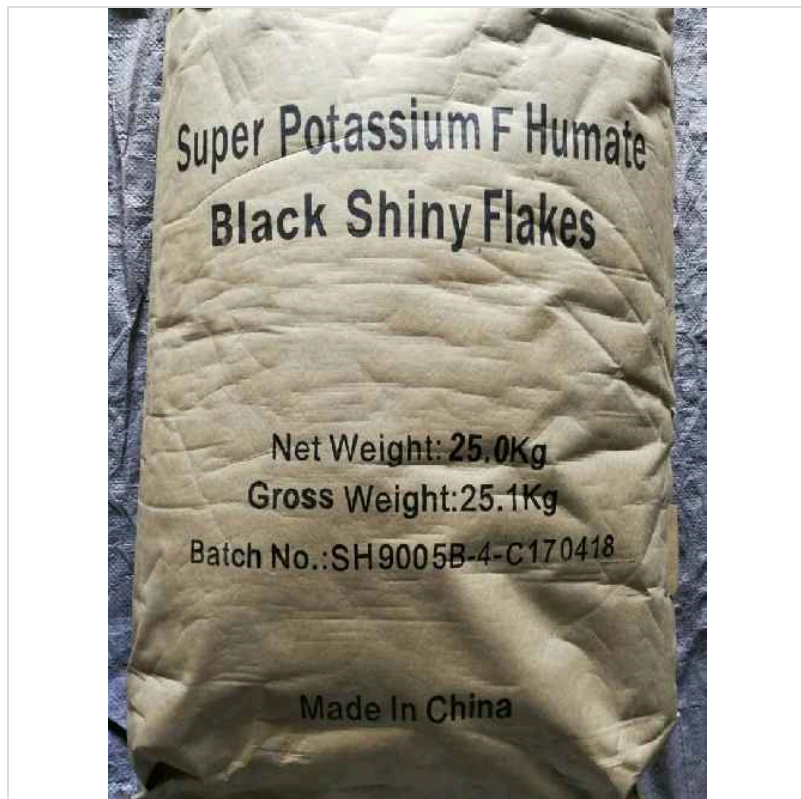 Super Potassium F Humate
Black Shiny Flakes
Net Weight: 25.0Kg
Gross Weight:25.1Kg
Batch No.:SH9005B-4-C170418
Made In China